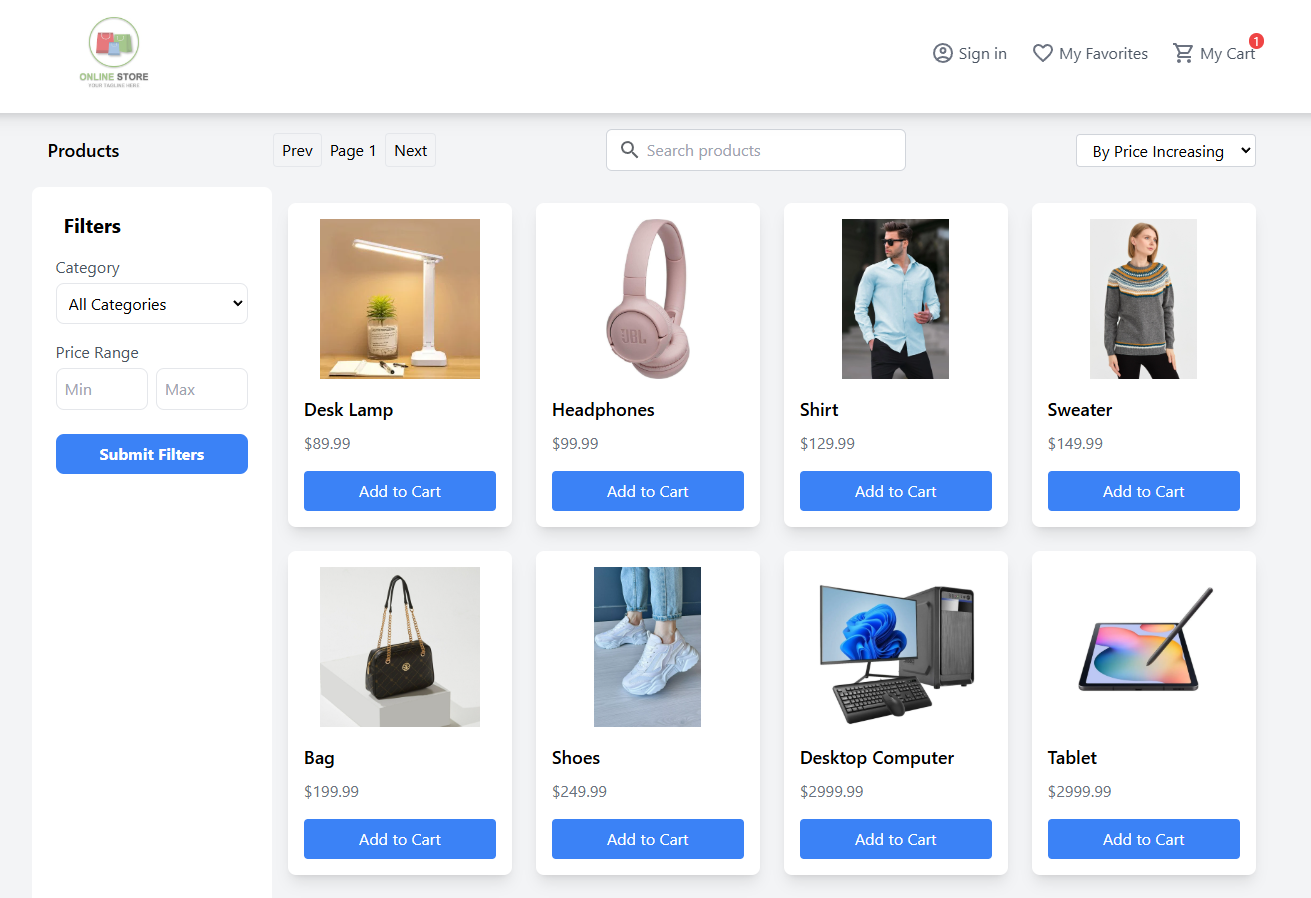 ONLINE STORE
YOUR TAGLINE HERE
Sign in
My Favorites
My Cart
1
Products
Prev
Page 1
Next
Search products
By Price Increasing
Filters
Category
All Categories
Price Range
Min
Max
Submit Filters
JBL
Desk Lamp
$89.99
Add to Cart
Headphones
$99.99
Add to Cart
Shirt
$129.99
Add to Cart
Sweater
$149.99
Add to Cart
Bag
$199.99
Add to Cart
Shoes
$249.99
Add to Cart
Desktop Computer
$2999.99
Add to Cart
Tablet
$2999.99
Add to Cart